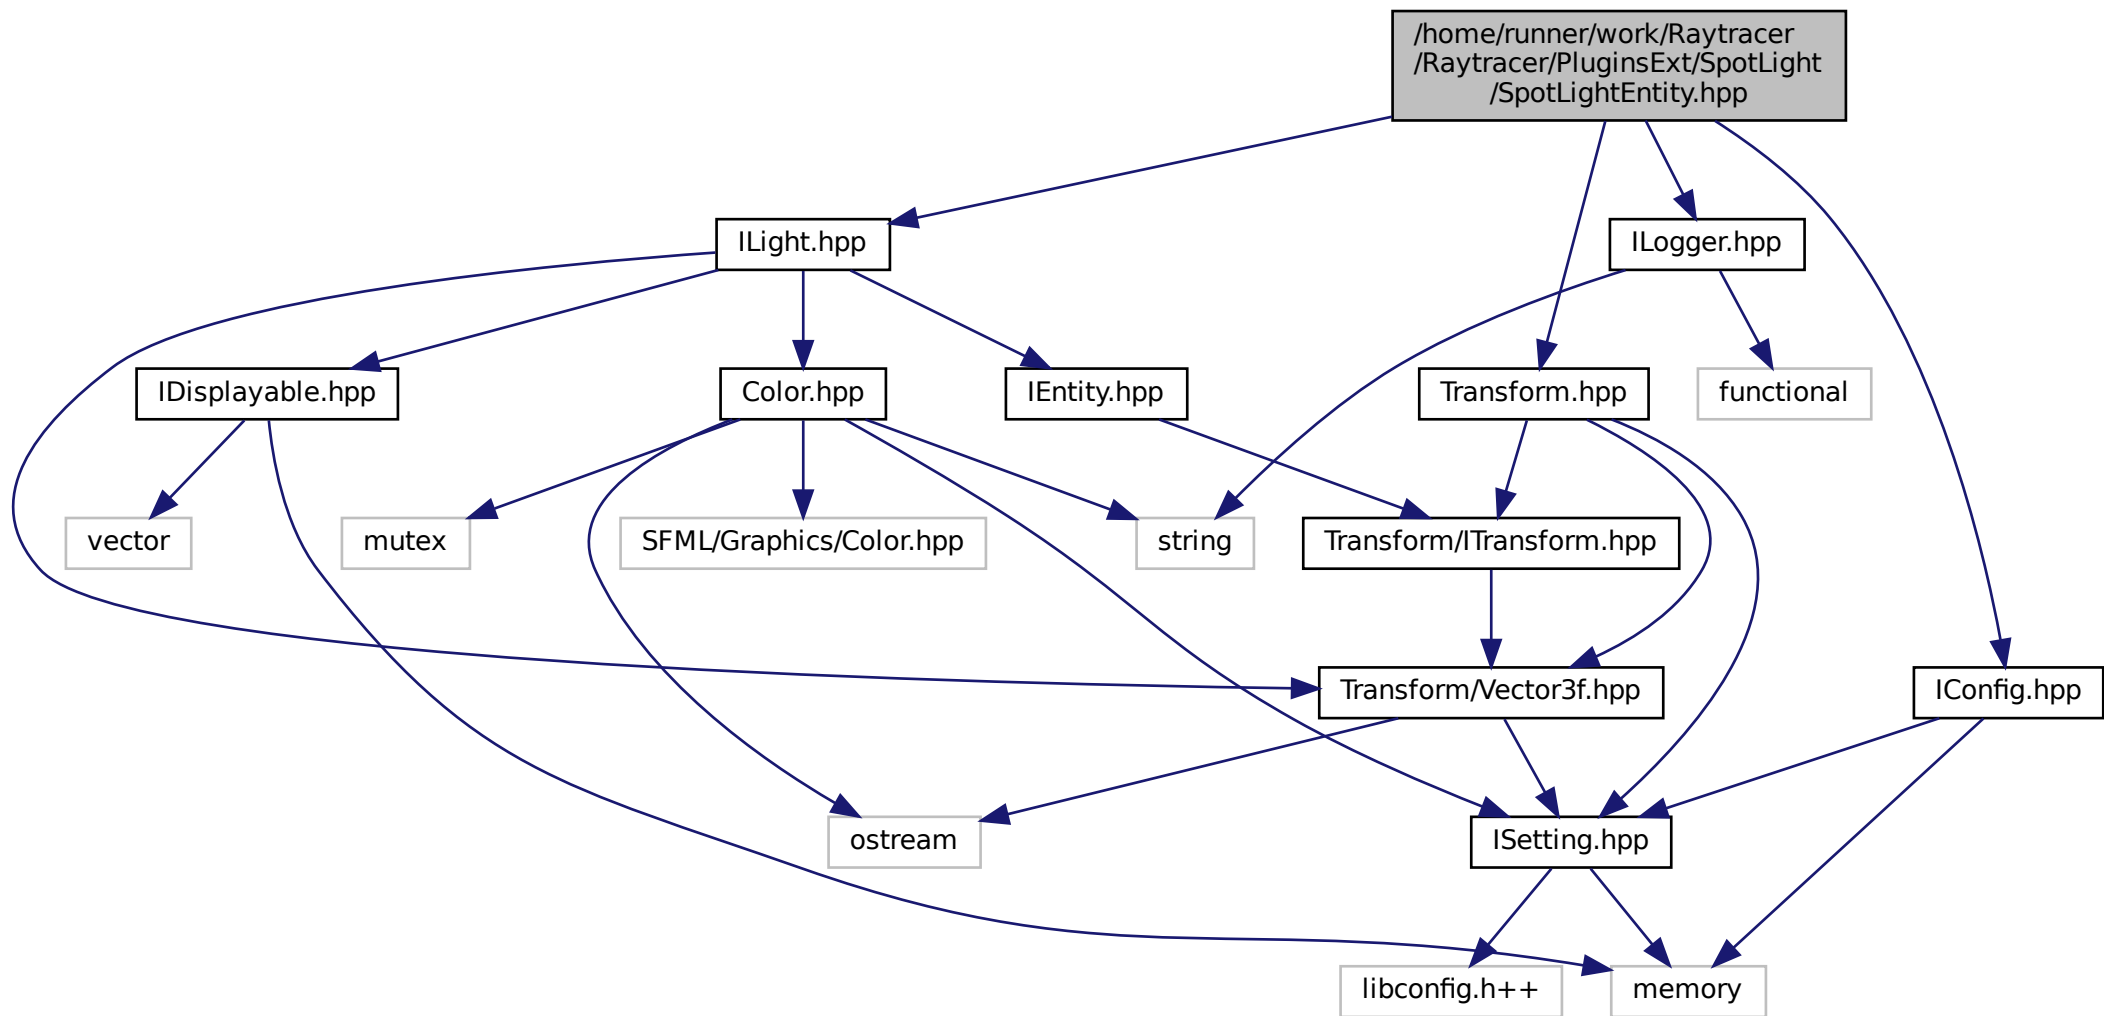 /home/runner/work/Raytracer
/Raytracer/PluginsExt/SpotLight
/SpotLightEntity.hpp
ILight.hpp
ILogger.hpp
IDisplayable.hpp
Color.hpp
IEntity.hpp
Transform.hpp
functional
vector
mutex
SFML/Graphics/Color.hpp
string
Transform/ITransform.hpp
Transform/Vector3f.hpp
IConfig.hpp
ostream
ISetting.hpp
libconfig.h++
memory